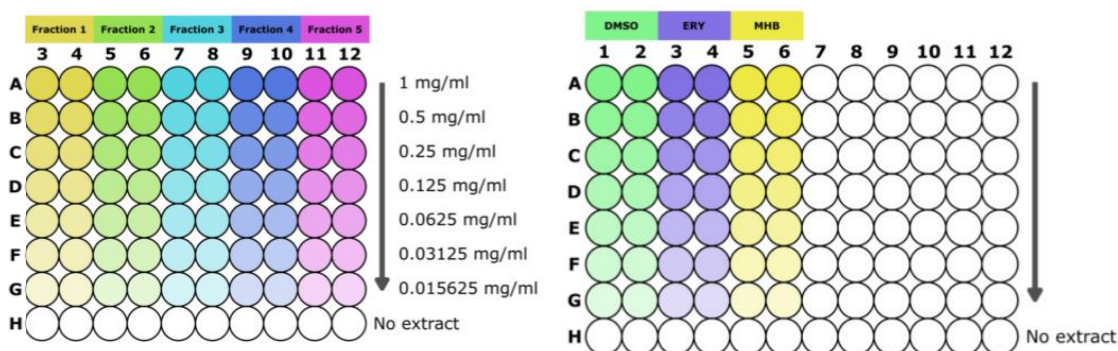 Fraction 1 Fraction 2 Fraction 3 Fraction 4 Fraction 5
3 4 5 6 7 8 9 10 11 12
A 1 mg/ml
B 0.5 mg/ml
C 0.25 mg/ml
D 0.125 mg/ml
E 0.0625 mg/ml
F 0.03125 mg/ml
G 0.015625 mg/ml
H No extract
DMSO ERY MHB
1 2 3 4 5 6 7 8 9 10 11 12
A
B
C
D
E
F
G
H No extract